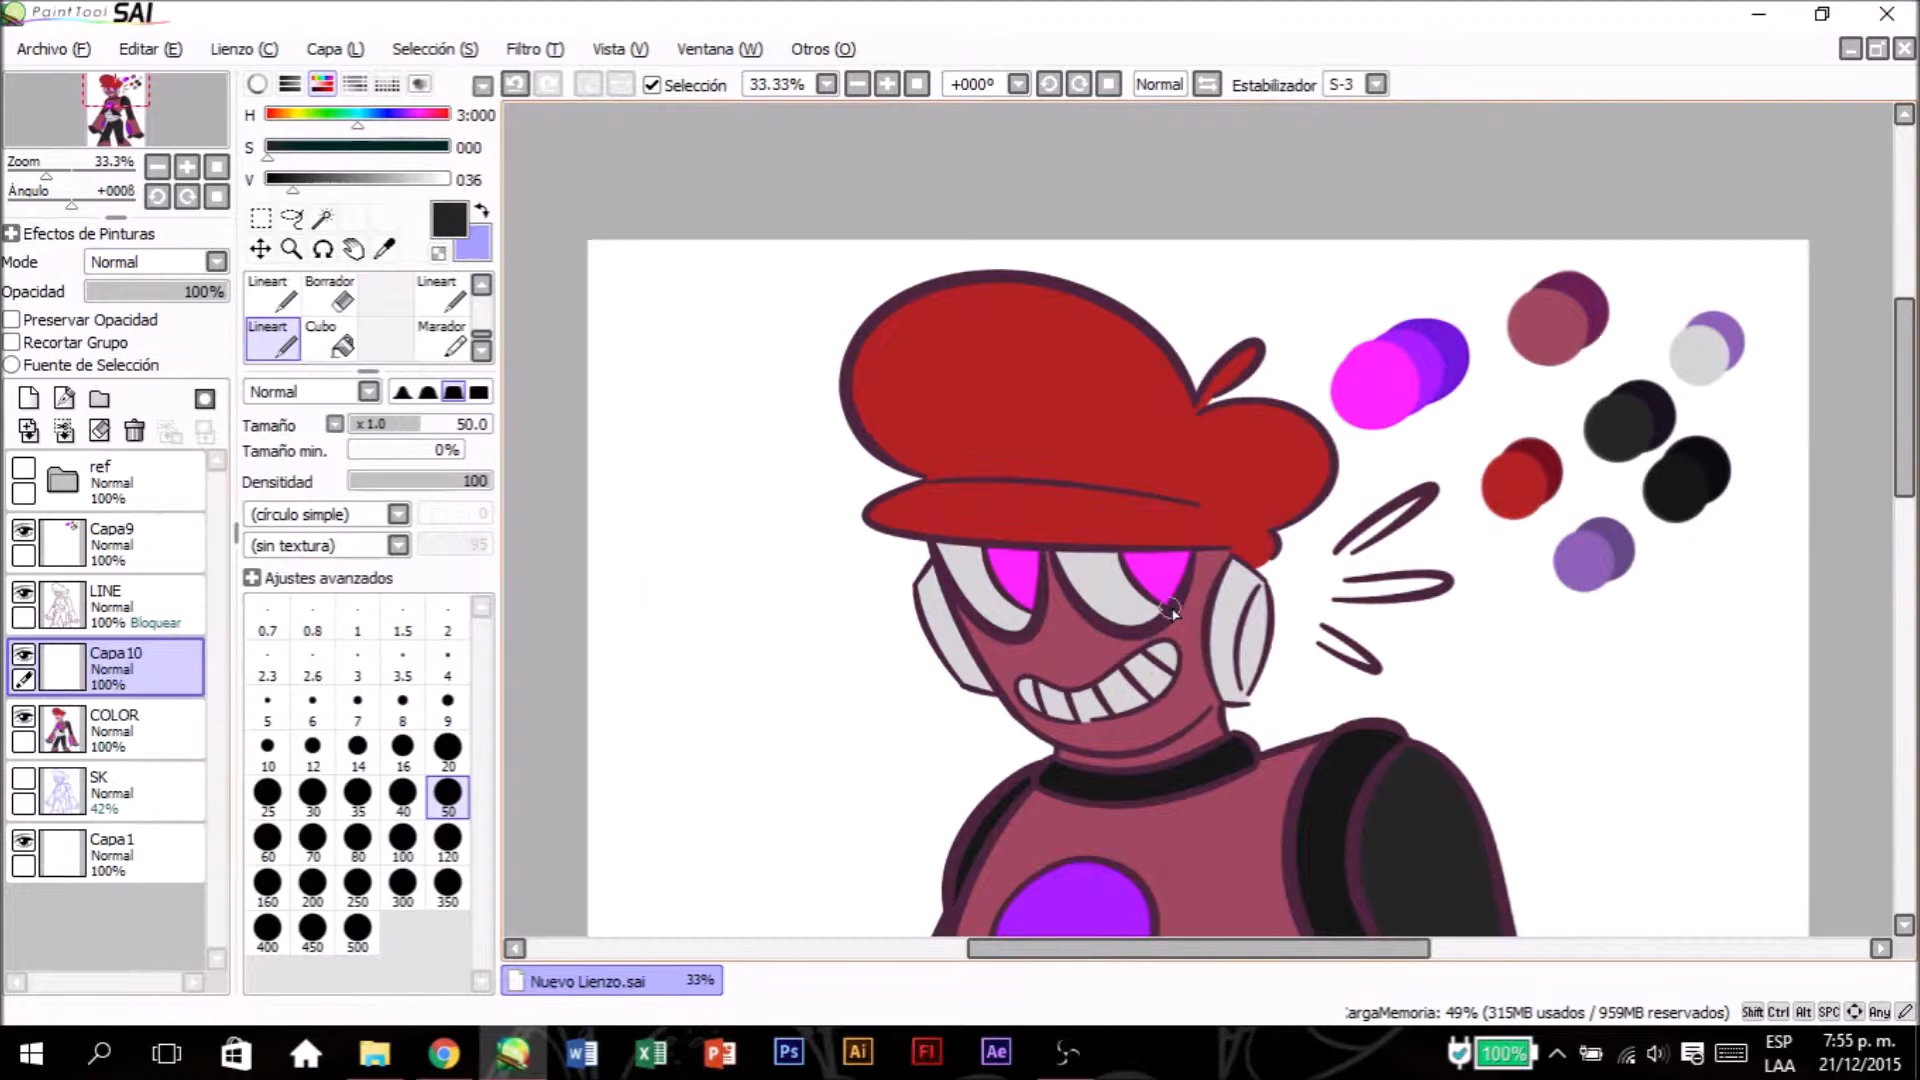 PaintTool SAI
Archivo (F) Editar (E) Lienzo (C) Capa (L) Selección (S) Filtro (T) Vista (V) Ventana (W) Otros (O)
Selección 33.33% +000º Normal Estabilizador S-3
H 3:000
S 000
V 036
Zoom 33.3%
Ángulo +000ß
Efectos de Pinturas
Mode Normal
Opacidad 100%
Preservar Opacidad
Recortar Grupo
Fuente de Selección
ref
Normal
100%
Capa9
Normal
100%
LINE
Normal
100% Bloquear
Capa10
Normal
100%
COLOR
Normal
100%
SK
Normal
42%
Capa1
Normal
100%
Lineart Borrador Lineart
Lineart Cubo Marador
Normal
Tamaño x 1.0 50.0
Tamaño min. 0%
Densitidad 100
(círculo simple) 0
(sin textura) 95
Ajustes avanzados
0.7 0.8 1 1.5 2
2.3 2.6 3 3.5 4
5 6 7 8 9
10 12 14 16 20
25 30 35 40 50
60 70 80 100 120
160 200 250 300 350
400 450 500
Nuevo Lienzo.sai 33%
argaMemoria: 49% (315MB usados / 959MB reservados) Shift Ctrl Alt SPC Any
Ps Ai Fl Ae
100%
ESP
LAA
7:55 p. m.
21/12/2015